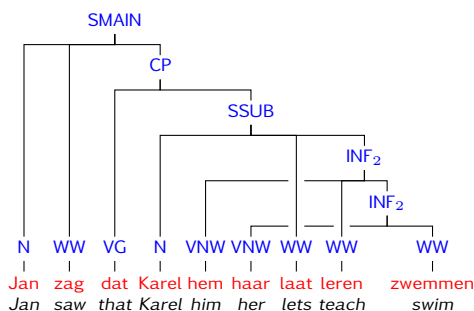 SMAIN
CP
SSUB
INF₂
INF₂
N WW VG N VNW VNW WW WW WW
Jan zag dat Karel hem haar laat leren zwemmen
Jan saw that Karel him her lets teach swim